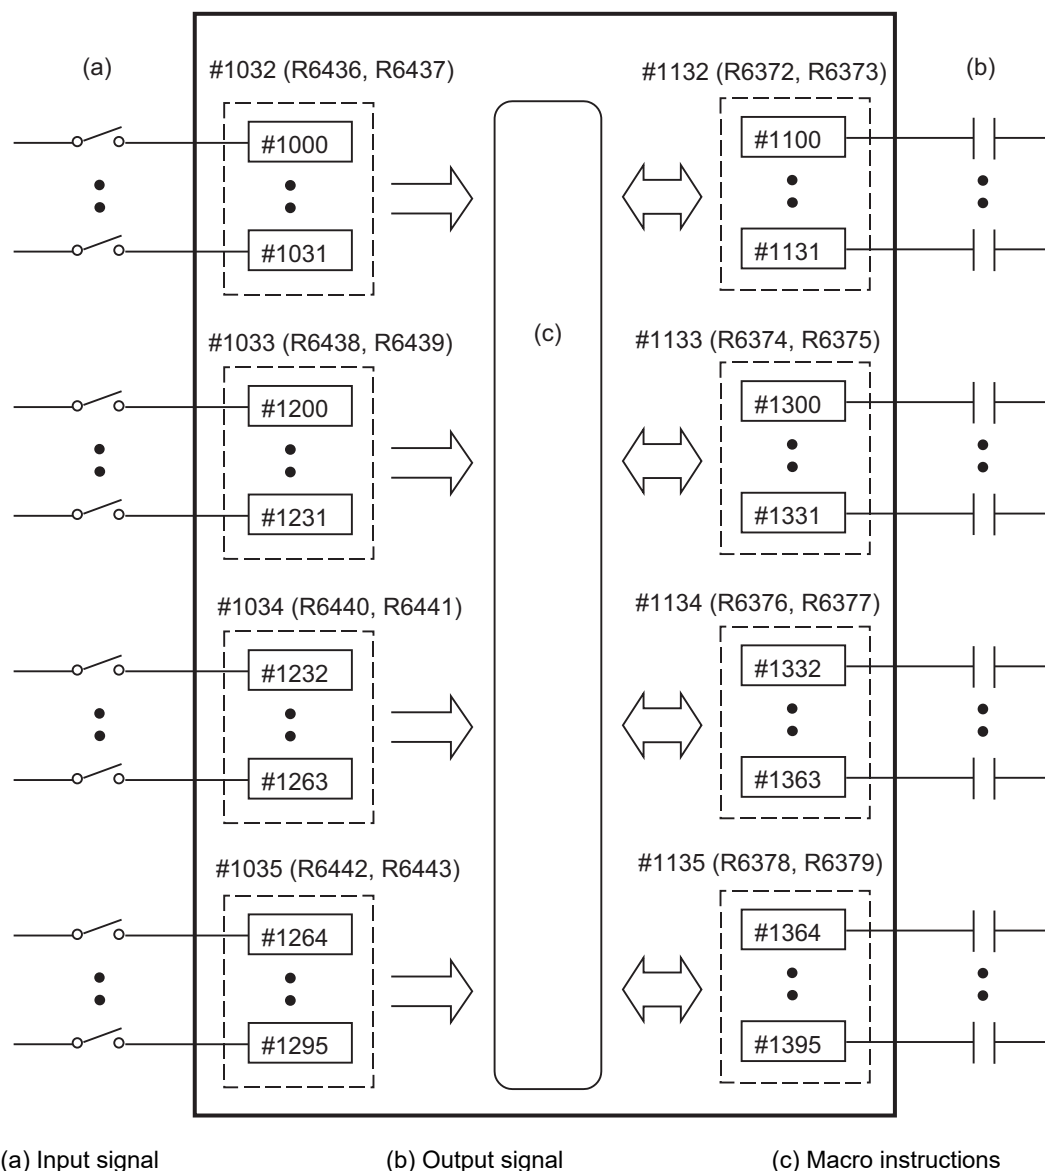 (a)
#1032 (R6436, R6437)
#1132 (R6372, R6373)
(b)
#1000
#1100
#1031
#1131
(c)
#1033 (R6438, R6439)
#1133 (R6374, R6375)
#1200
#1300
#1231
#1331
#1034 (R6440, R6441)
#1134 (R6376, R6377)
#1232
#1332
#1263
#1363
#1035 (R6442, R6443)
#1135 (R6378, R6379)
#1264
#1364
#1295
#1395
(a) Input signal
(b) Output signal
(c) Macro instructions